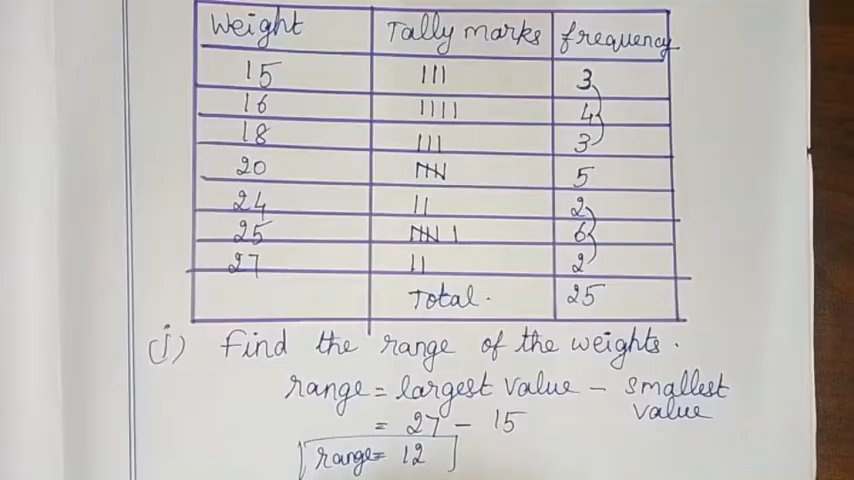 Weight Tally marks frequency
15 ||| 3
16 |||| 4
18 ||| 3
20 𝍸 5
24 || 2
25 𝍸 | 6
27 || 2
Total. 25
(i) Find the range of the weights.
range = largest value - smallest
value
= 27 - 15
range = 12